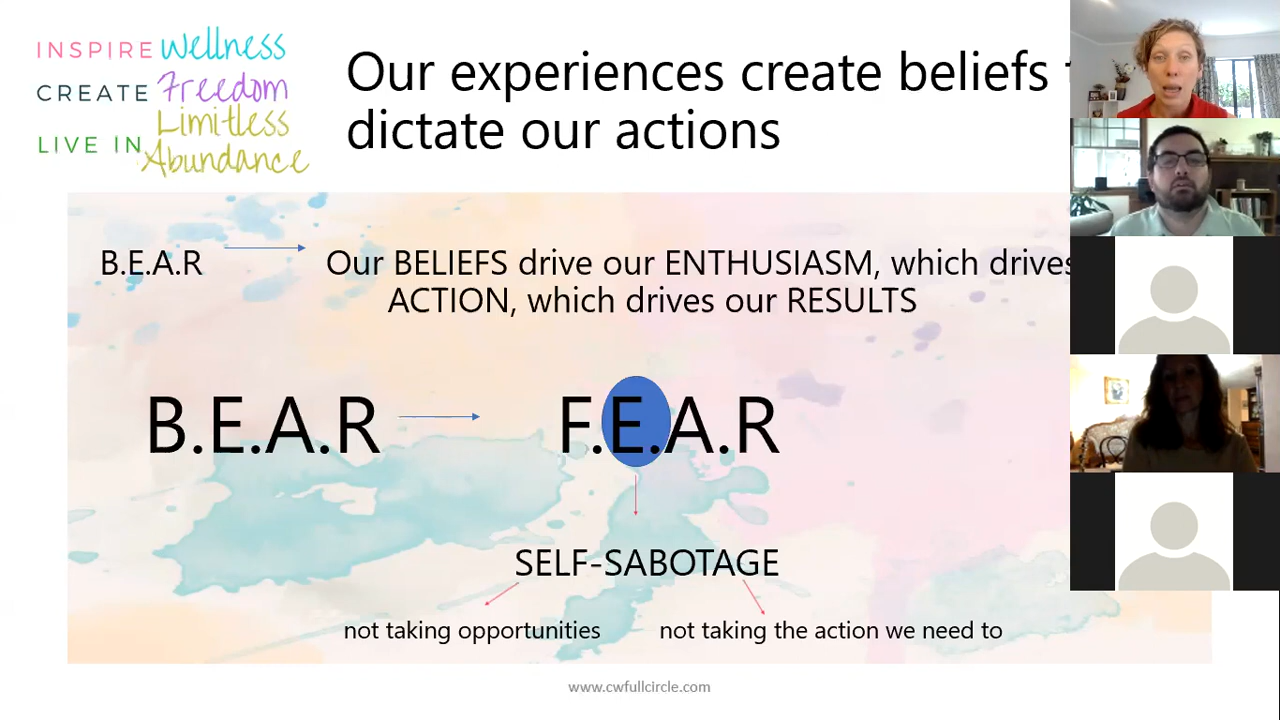 INSPIRE wellness
CREATE Freedom
LIVE IN Limitless
Abundance
Our experiences create beliefs
dictate our actions
B.E.A.R
Our BELIEFS drive our ENTHUSIASM, which drives
ACTION, which drives our RESULTS
B.E.A.R
F.E.A.R
SELF-SABOTAGE
not taking opportunities
not taking the action we need to
www.cwfullcircle.com